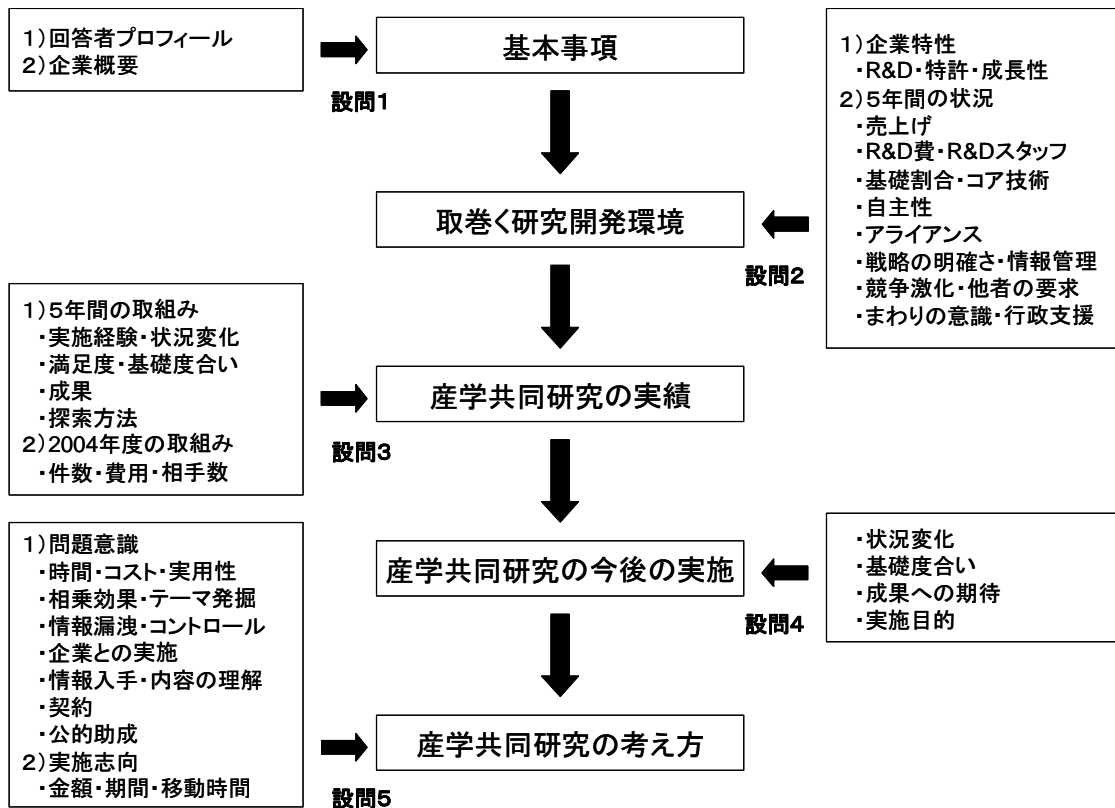 1)回答者プロフィール
2)企業概要
設問1
基本事項
1)企業特性
・R&D・特許・成長性
2)5年間の状況
・売上げ
・R&D費・R&Dスタッフ
・基礎割合・コア技術
・自主性
・アライアンス
・戦略の明確さ・情報管理
・競争激化・他者の要求
・まわりの意識・行政支援
設問2
取巻く研究開発環境
1)5年間の取組み
・実施経験・状況変化
・満足度・基礎度合い
・成果
・探索方法
2)2004年度の取組み
・件数・費用・相手数
設問3
産学共同研究の実績
産学共同研究の今後の実施
設問4
・状況変化
・基礎度合い
・成果への期待
・実施目的
1)問題意識
・時間・コスト・実用性
・相乗効果・テーマ発掘
・情報漏洩・コントロール
・企業との実施
・情報入手・内容の理解
・契約
・公的助成
2)実施志向
・金額・期間・移動時間
設問5
産学共同研究の考え方